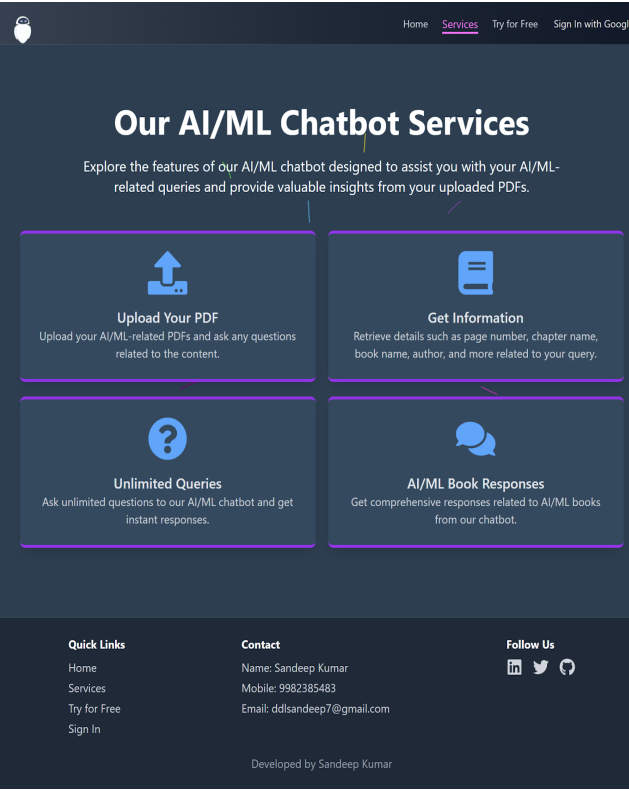 Home Services Try for Free Sign In with Googl
Our AI/ML Chatbot Services
Explore the features of our AI/ML chatbot designed to assist you with your AI/ML-
related queries and provide valuable insights from your uploaded PDFs.
Upload Your PDF
Upload your AI/ML-related PDFs and ask any questions
related to the content.
Get Information
Retrieve details such as page number, chapter name,
book name, author, and more related to your query.
Unlimited Queries
Ask unlimited questions to our AI/ML chatbot and get
instant responses.
AI/ML Book Responses
Get comprehensive responses related to AI/ML books
from our chatbot.
Quick Links
Home
Services
Try for Free
Sign In
Contact
Name: Sandeep Kumar
Mobile: 9982385483
Email: ddlsandeep7@gmail.com
Follow Us
in
Developed by Sandeep Kumar